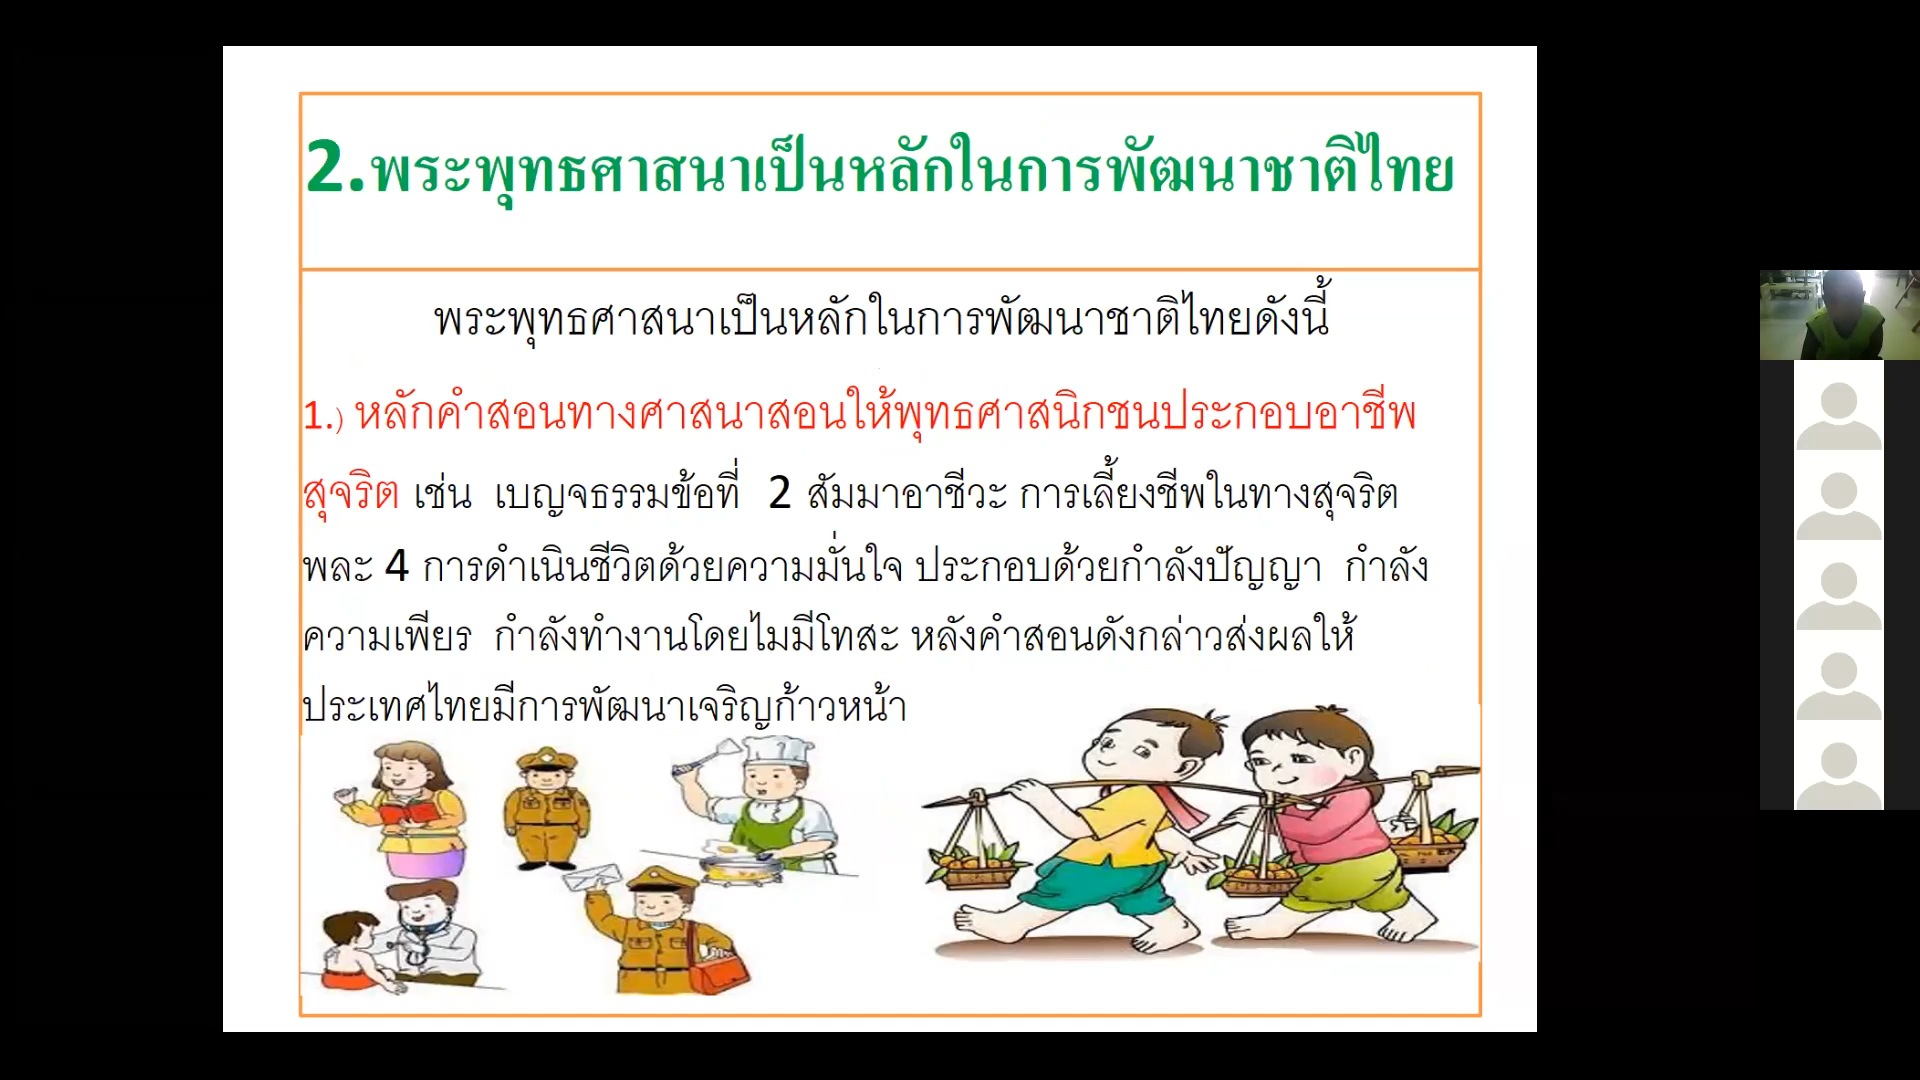 2.พระพุทธศาสนาเป็นหลักในการพัฒนาชาติไทย
พระพุทธศาสนาเป็นหลักในการพัฒนาชาติไทยดังนี้
1.) หลักคำสอนทางศาสนาสอนให้พุทธศาสนิกชนประกอบอาชีพ
สุจริต เช่น เบญจธรรมข้อที่ 2 สัมมาอาชีวะ การเลี้ยงชีพในทางสุจริต
พละ 4 การดำเนินชีวิตด้วยความมั่นใจ ประกอบด้วยกำลังปัญญา กำลัง
ความเพียร กำลังทำงานโดยไมมีโทสะ หลังคำสอนดังกล่าวส่งผลให้
ประเทศไทยมีการพัฒนาเจริญก้าวหน้า